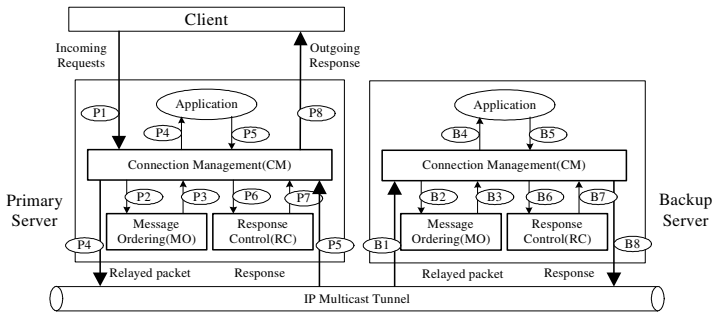 Client
Incoming
Requests
Outgoing
Response
P1
Application
P8
Application
P4
P5
B4
B5
Connection Management(CM)
Connection Management(CM)
Primary
Server
P2
P3
P6
P7
B2
B3
B6
B7
Backup
Server
Message
Ordering(MO)
Response
Control(RC)
Message
Ordering(MO)
Response
Control(RC)
P4
P5
B1
B8
Relayed packet
Response
Relayed packet
Response
IP Multicast Tunnel